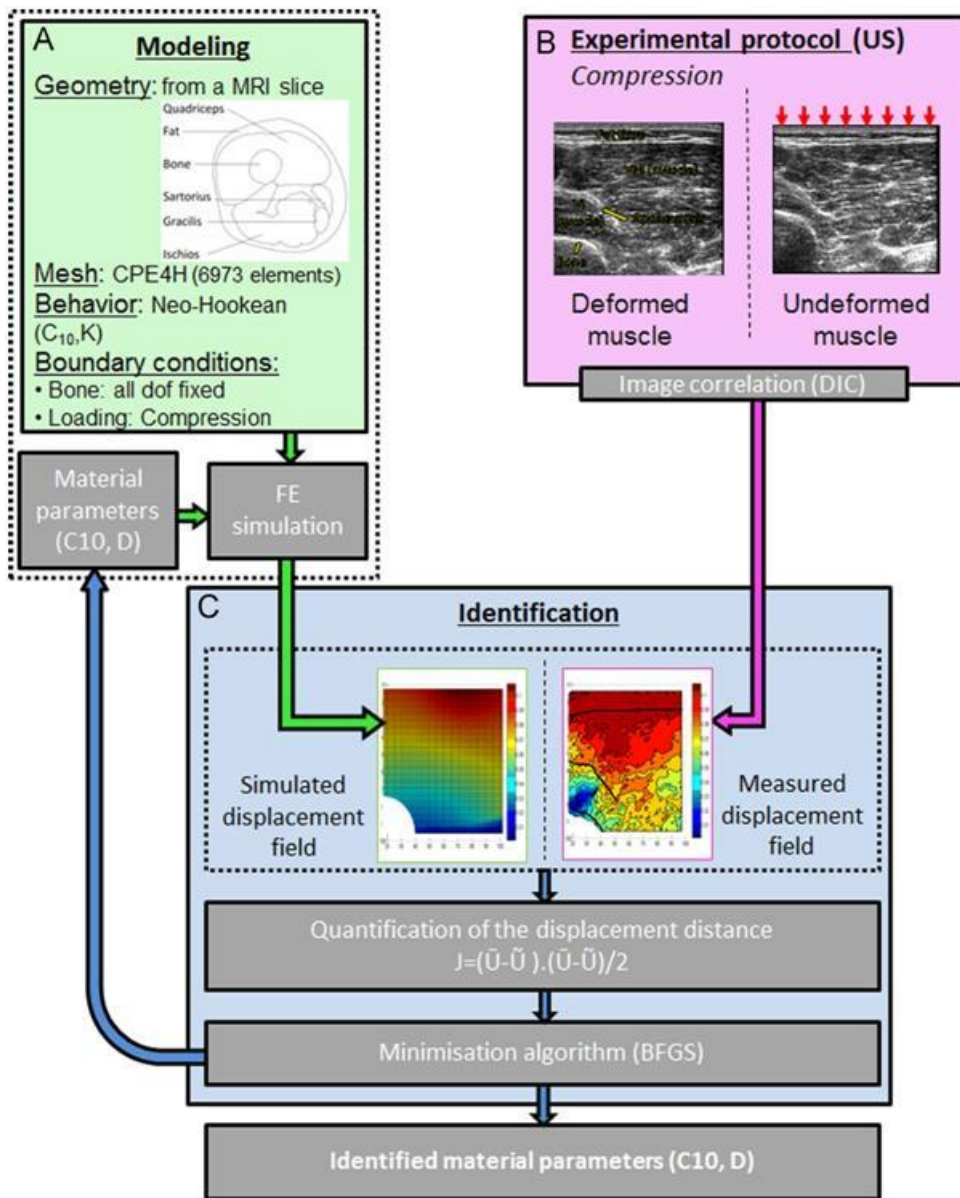 A
Modeling
Geometry: from a MRI slice
Quadriceps
Fat
Bone
Sartorius
Gracilis
Ischios
Mesh: CPE4H (6973 elements)
Behavior: Neo-Hookean
(C₁₀,K)
Boundary conditions:
• Bone: all dof fixed
• Loading: Compression
Material
parameters
(C10, D)
FE
simulation
B
Experimental protocol (US)
Compression
Bone
Deformed
muscle
Undeformed
muscle
Image correlation (DIC)
C
Identification
Simulated
displacement
field
Measured
displacement
field
Quantification of the displacement distance
J=(Ū-Ũ ).(Ū-Ũ)/2
Minimisation algorithm (BFGS)
Identified material parameters (C10, D)